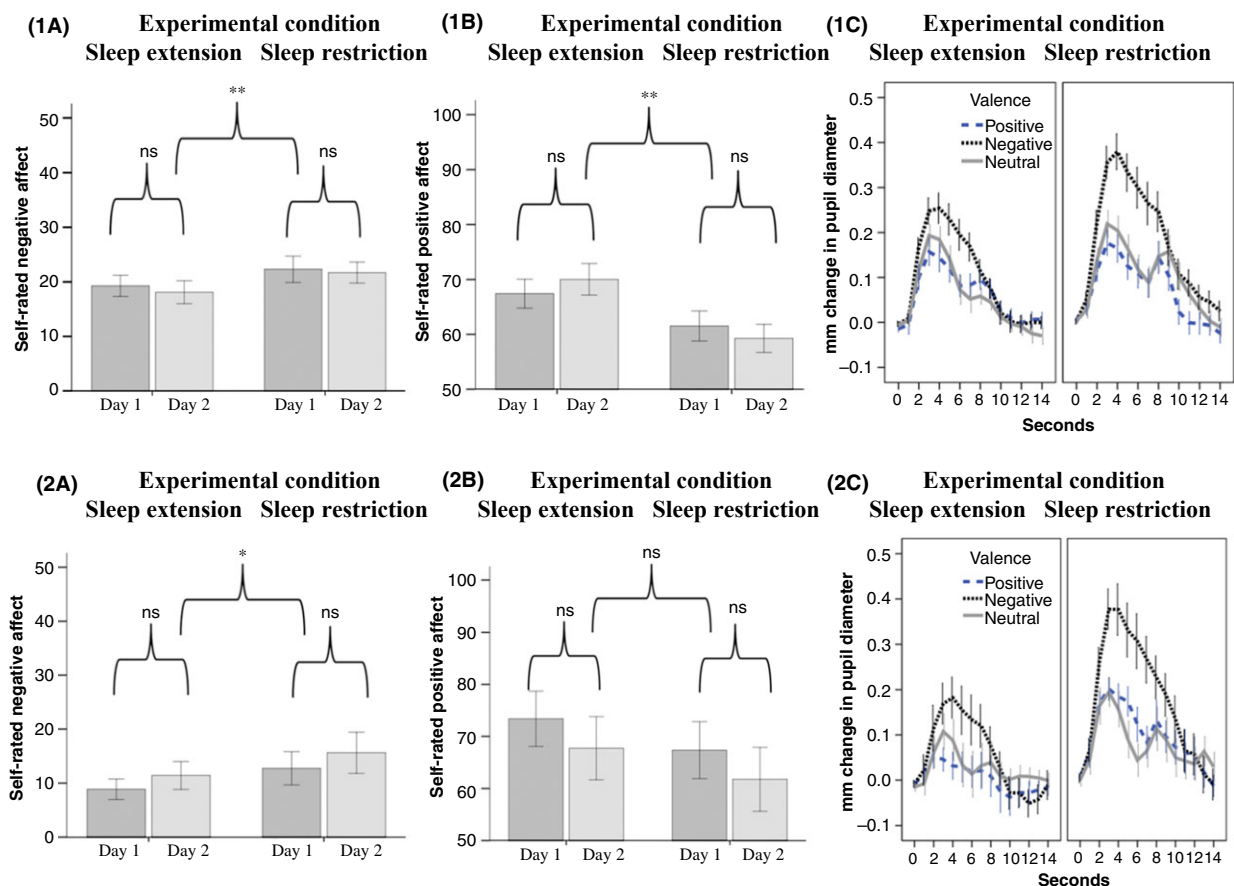 (1A)
Experimental condition
Sleep extension Sleep restriction
Self-rated negative affect
50
40
30
20
10
0
**
ns
ns
Day 1 Day 2 Day 1 Day 2
(1B)
Experimental condition
Sleep extension Sleep restriction
Self-rated positive affect
100
90
80
70
60
50
**
ns
ns
Day 1 Day 2 Day 1 Day 2
(1C)
Experimental condition
Sleep extension Sleep restriction
mm change in pupil diameter
0.5
0.4
0.3
0.2
0.1
0.0
–0.1
Valence
Positive
Negative
Neutral
0 2 4 6 8 10 12 14 0 2 4 6 8 10 12 14
Seconds
(2A)
Experimental condition
Sleep extension Sleep restriction
Self-rated negative affect
50
40
30
20
10
0
*
ns
ns
Day 1 Day 2 Day 1 Day 2
(2B)
Experimental condition
Sleep extension Sleep restriction
Self-rated positive affect
100
90
80
70
60
50
ns
ns
ns
Day 1 Day 2 Day 1 Day 2
(2C)
Experimental condition
Sleep extension Sleep restriction
mm change in pupil diameter
0.5
0.4
0.3
0.2
0.1
0.0
–0.1
Valence
Positive
Negative
Neutral
0 2 4 6 8 10 12 14 0 2 4 6 8 10 12 14
Seconds